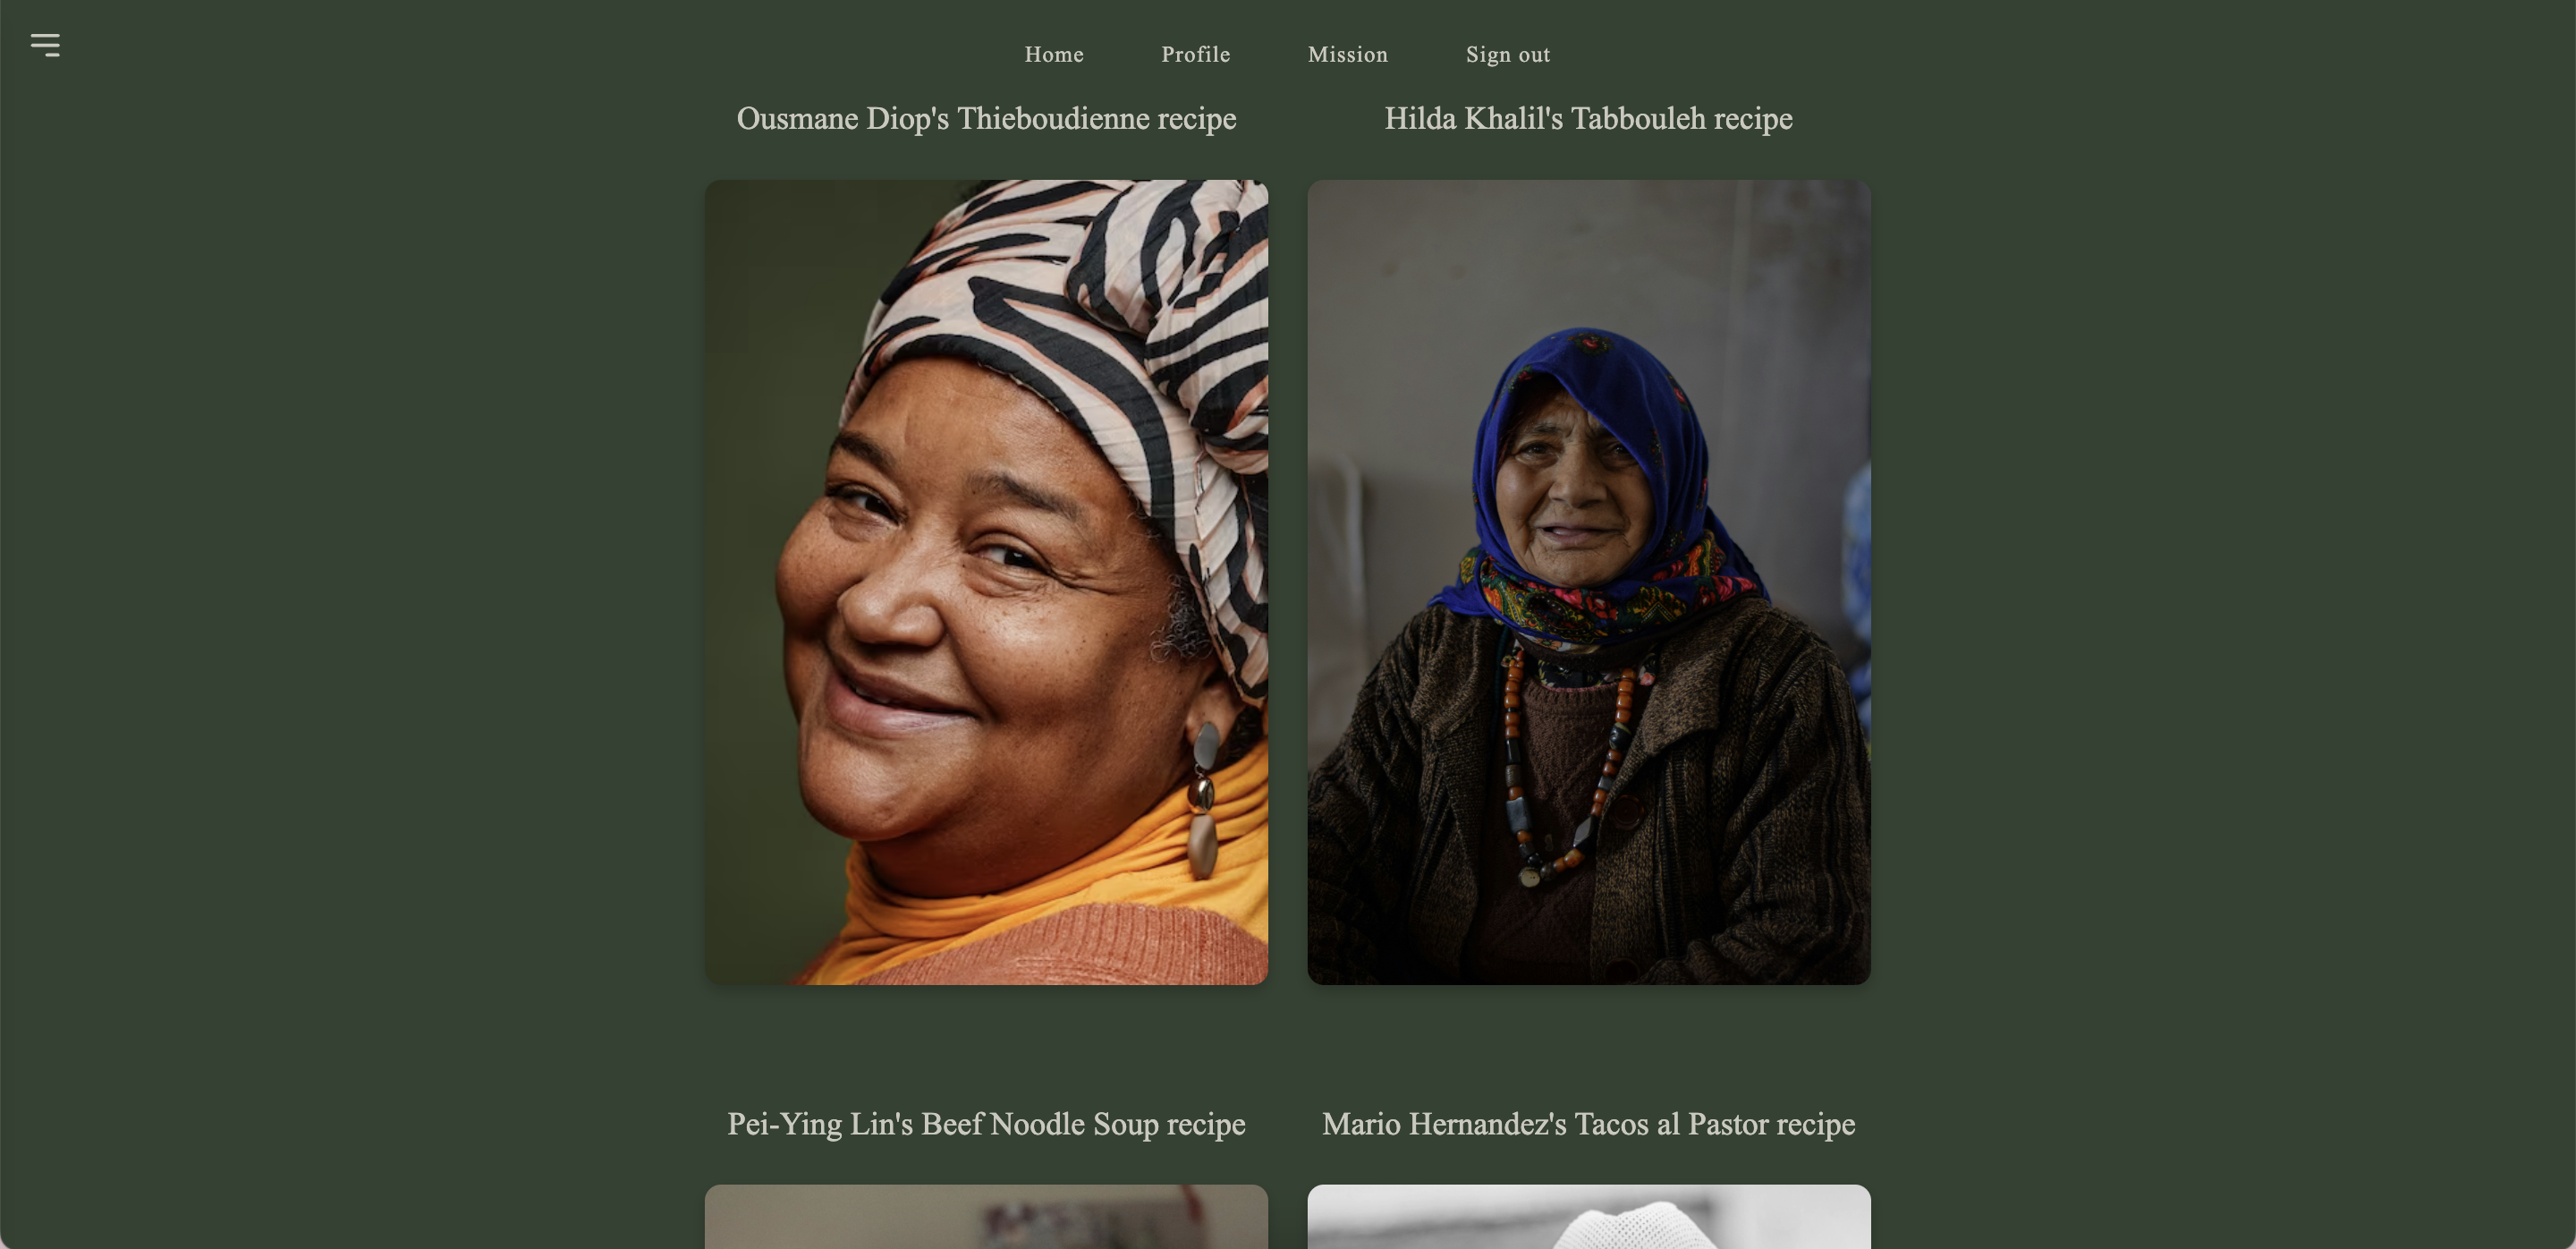 Home Profile Mission Sign out
Ousmane Diop's Thieboudienne recipe
Hilda Khalil's Tabbouleh recipe
Pei-Ying Lin's Beef Noodle Soup recipe
Mario Hernandez's Tacos al Pastor recipe